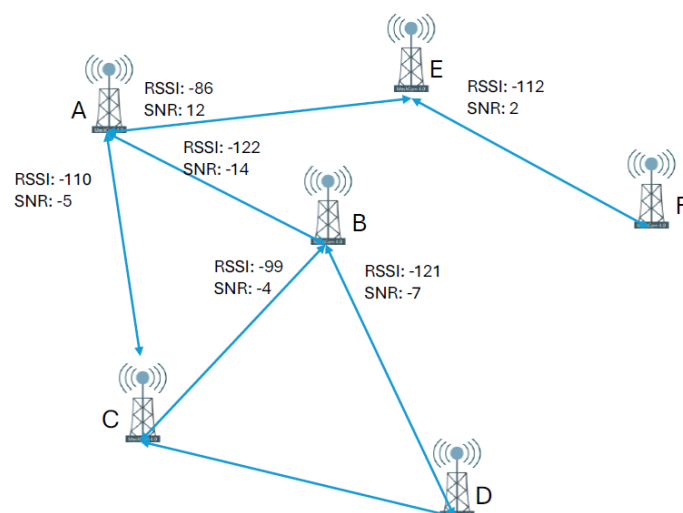 E
RSSI: -86
SNR: 12
RSSI: -112
SNR: 2
A
RSSI: -122
SNR: -14
RSSI: -110
SNR: -5
F
B
RSSI: -99
SNR: -4
RSSI: -121
SNR: -7
C
D